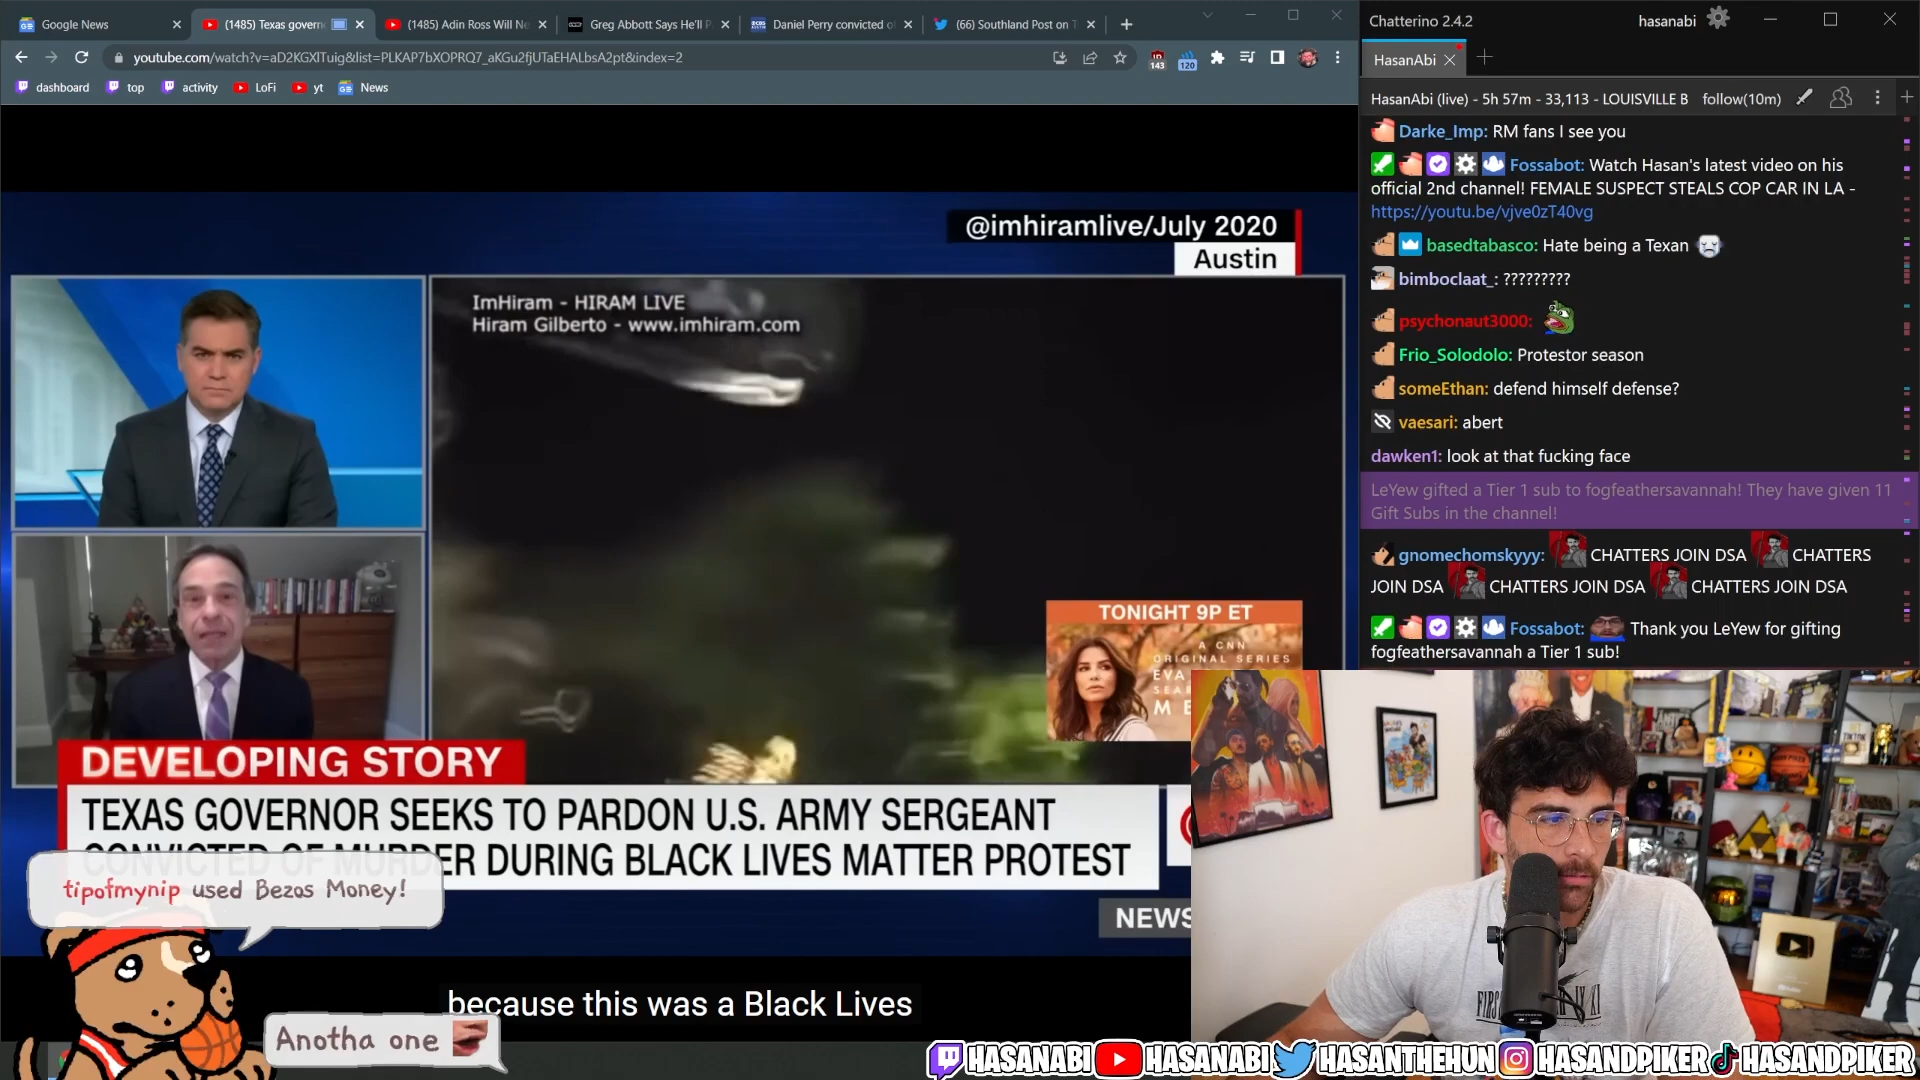 Google News
(1485) Texas govern
(1485) Adin Ross Will Ne
Greg Abbott Says He'll P
Daniel Perry convicted o
(66) Southland Post on T
youtube.com/watch?v=aD2KGXlTuig&list=PLKAP7bXOPRQ7_aKGu2fjUTaEHALbsA2pt&index=2
143
120
dashboard
top
activity
LoFi
yt
News
@imhiramlive/July 2020
Austin
ImHiram - HIRAM LIVE
Hiram Gilberto - www.imhiram.com
TONIGHT 9P ET
A CNN
ORIGINAL SERIES
EVA
SEAR
ME
DEVELOPING STORY
TEXAS GOVERNOR SEEKS TO PARDON U.S. ARMY SERGEANT
CONVICTED OF MURDER DURING BLACK LIVES MATTER PROTEST
NEWS
tipofmynip used Bezos Money!
because this was a Black Lives
Anotha one
Chatterino 2.4.2
hasanabi
HasanAbi
HasanAbi (live) - 5h 57m - 33,113 - LOUISVILLE B
follow(10m)
Darke_Imp: RM fans I see you
Fossabot: Watch Hasan's latest video on his
official 2nd channel! FEMALE SUSPECT STEALS COP CAR IN LA -
https://youtu.be/vjve0zT40vg
basedtabasco: Hate being a Texan
bimboclaat_: ?????????
psychonaut3000:
Frio_Solodolo: Protestor season
someEthan: defend himself defense?
vaesari: abert
dawken1: look at that fucking face
LeYew gifted a Tier 1 sub to fogfeathersavannah! They have given 11
Gift Subs in the channel!
gnomechomskyyy: CHATTERS JOIN DSA CHATTERS
JOIN DSA CHATTERS JOIN DSA CHATTERS JOIN DSA
Fossabot: Thank you LeYew for gifting
fogfeathersavannah a Tier 1 sub!
HASANABI HASANABI HASANTHEHUN HASANDPIKER HASANDPIKER